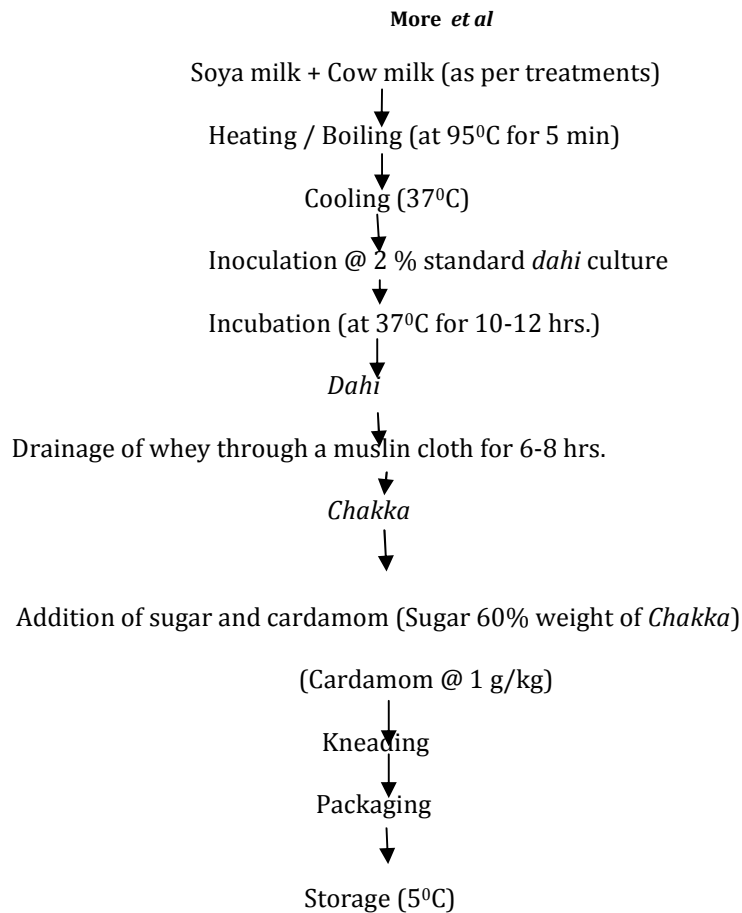 More et al
Soya milk + Cow milk (as per treatments)
Heating / Boiling (at 95⁰C for 5 min)
Cooling (37⁰C)
Inoculation @ 2 % standard dahi culture
Incubation (at 37⁰C for 10-12 hrs.)
Dahi
Drainage of whey through a muslin cloth for 6-8 hrs.
Chakka
Addition of sugar and cardamom (Sugar 60% weight of Chakka)
(Cardamom @ 1 g/kg)
Kneading
Packaging
Storage (5⁰C)